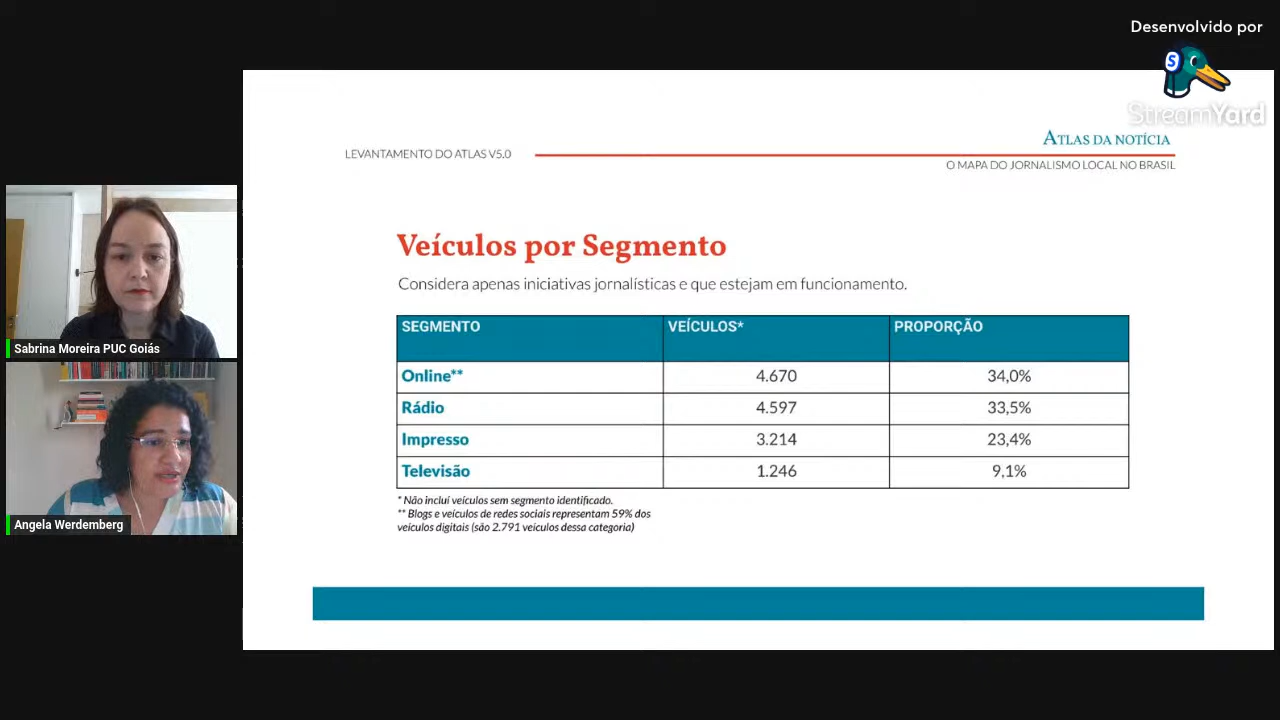 Desenvolvido por
S
StreamYard
ATLAS DA NOTÍCIA
LEVANTAMENTO DO ATLAS V5.0
O MAPA DO JORNALISMO LOCAL NO BRASIL
Veículos por Segmento
Considera apenas iniciativas jornalísticas e que estejam em funcionamento.
SEGMENTO VEÍCULOS* PROPORÇÃO
Online** 4.670 34,0%
Rádio 4.597 33,5%
Impresso 3.214 23,4%
Televisão 1.246 9,1%
* Não inclui veículos sem segmento identificado.
** Blogs e veículos de redes sociais representam 59% dos
veículos digitais (são 2.791 veículos dessa categoria)
Sabrina Moreira PUC Goiás
Angela Werdemberg